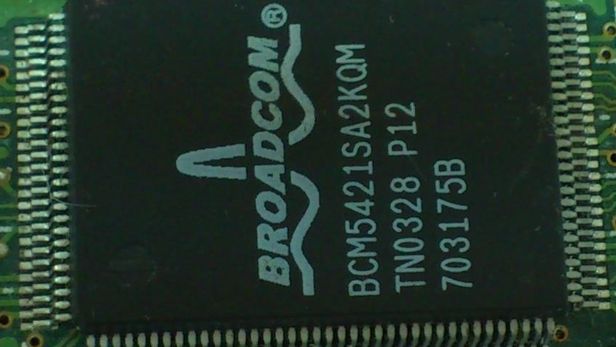 BROADCOM®
BCM5421SA2KQM
TN0328 P12
703175B